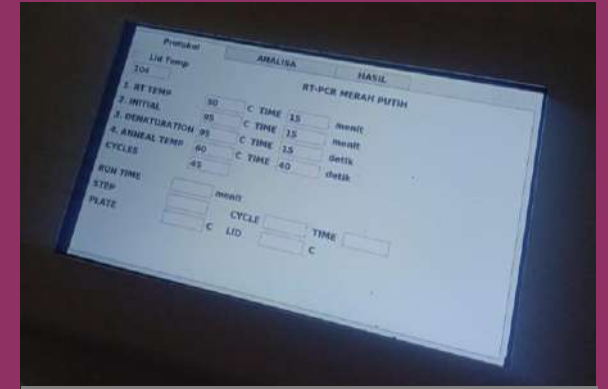 Protokol ANALISA HASIL
Lid Temp RT-PCR MERAH PUTIH
104
1. RT TEMP 50 C TIME 15 menit
2. INITIAL 95 C TIME 15 menit
3. DENATURATION 95 C TIME 15 detik
4. ANNEAL TEMP 60 C TIME 40 detik
CYCLES 45
RUN TIME menit
STEP CYCLE TIME
PLATE C LID C